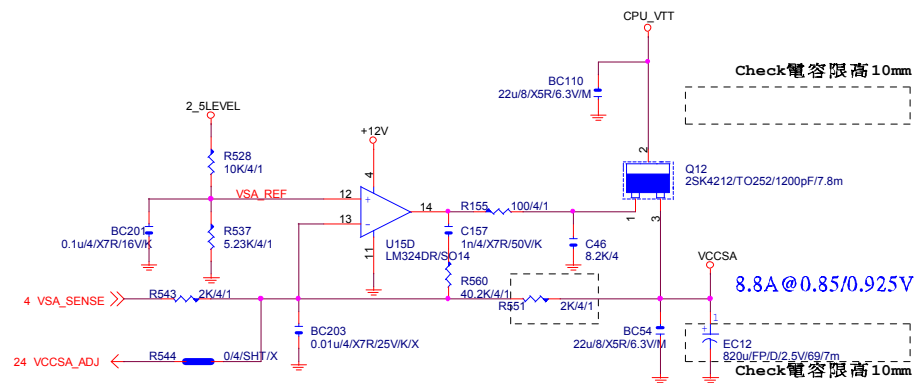 CPU_VTT
Check電容限高10mm
BC110
22u/8/X5R/6.3V/M
2_5LEVEL
+12V
R528
10K/4/1
2
Q12
2SK4212/TO252/1200pF/7.8m
VSA_REF
4
12
+
13
-
14
R155
100/4/1
1
3
BC201
0.1u/4/X7R/16V/K
R537
5.23K/4/1
11
U15D
LM324DR/SO14
C157
1n/4/X7R/50V/K
C46
8.2K/4
VCCSA
8.8A@0.85/0.925V
4 VSA_SENSE
R543
2K/4/1
R560
40.2K/4/1
R551
2K/4/1
BC203
0.01u/4/X7R/25V/K/X
BC54
22u/8/X5R/6.3V/M
1
+
EC12
820u/FP/D/2.5V/69/7m
24 VCCSA_ADJ
R544
0/4/SHT/X
Check電容限高10mm